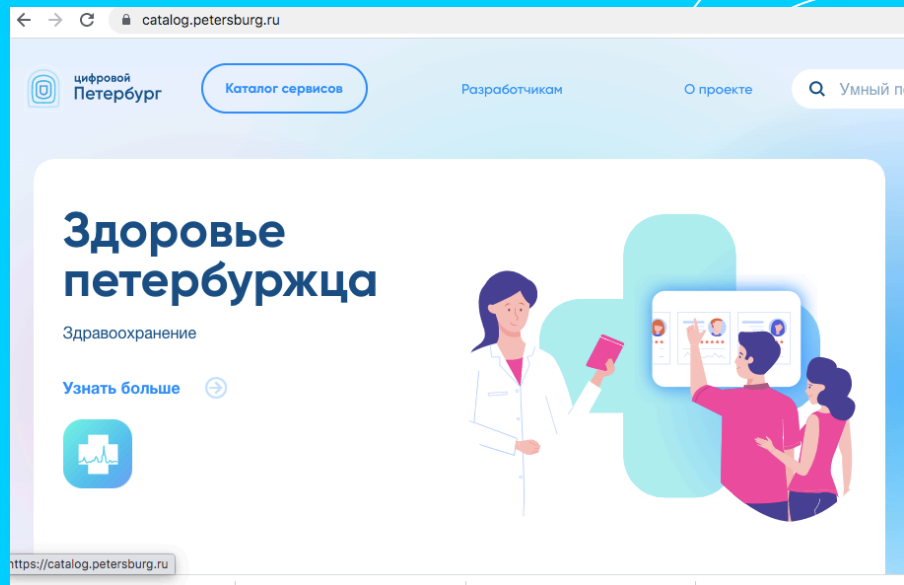 catalog.petersburg.ru
цифровой
Петербург
Каталог сервисов
Разработчикам
О проекте
Умный
Здоровье
петербуржца
Здравоохранение
Узнать больше
https://catalog.petersburg.ru